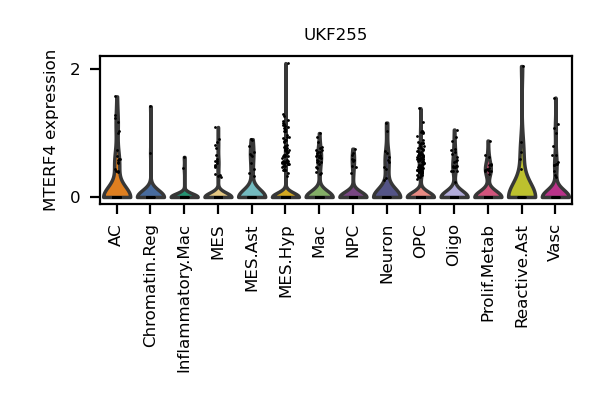 UKF255
MTERF4 expression
2
0
AC
Chromatin.Reg
Inflammatory.Mac
MES
MES.Ast
MES.Hyp
Mac
NPC
Neuron
OPC
Oligo
Prolif.Metab
Reactive.Ast
Vasc